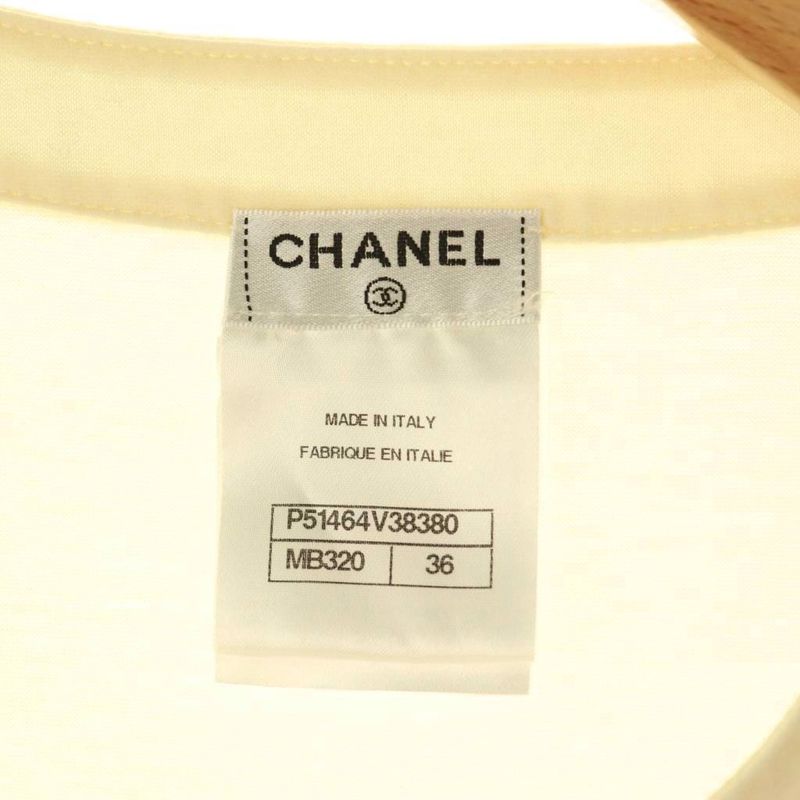 CHANEL
MADE IN ITALY
FABRIQUE EN ITALIE
P51464V38380
MB320 36